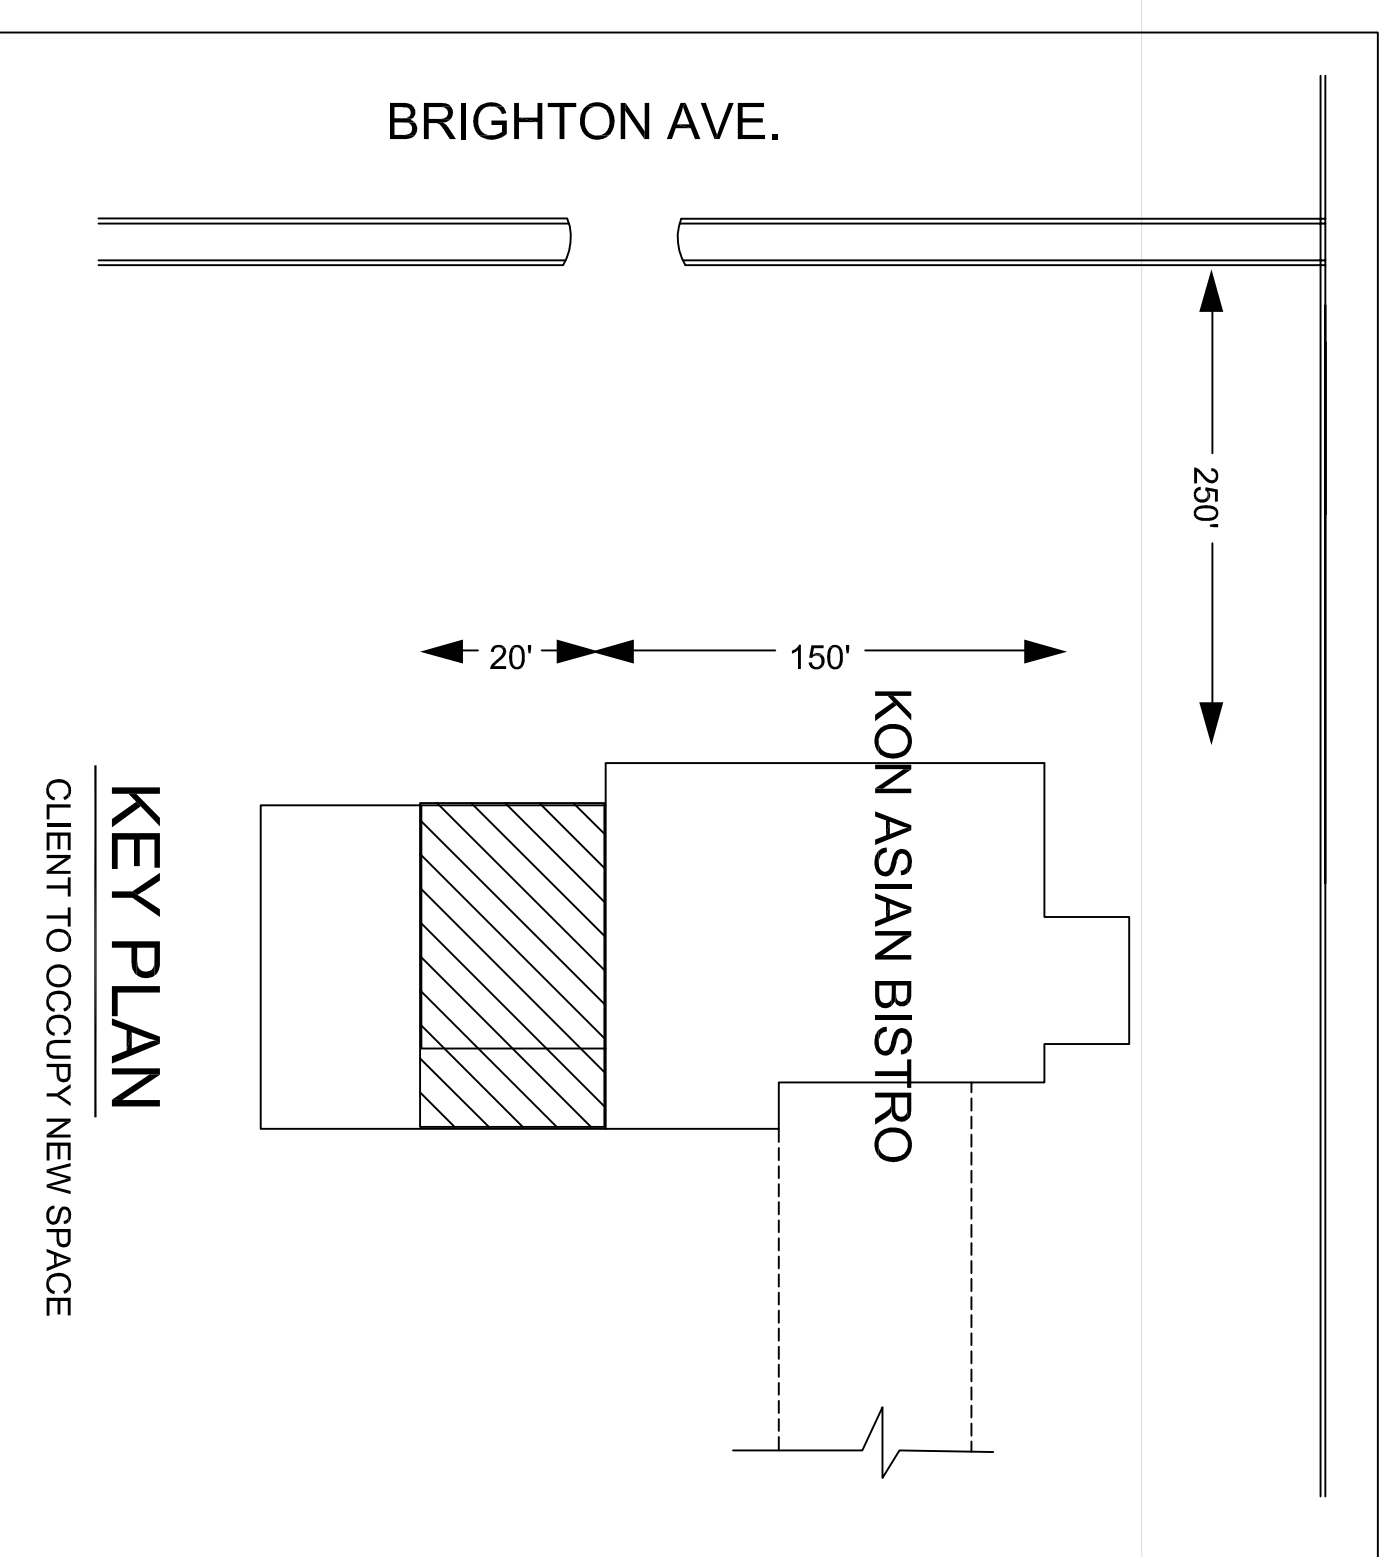 BRIGHTON AVE.
250'
20'
150'
KON ASIAN BISTRO
KEY PLAN
CLIENT TO OCCUPY NEW SPACE